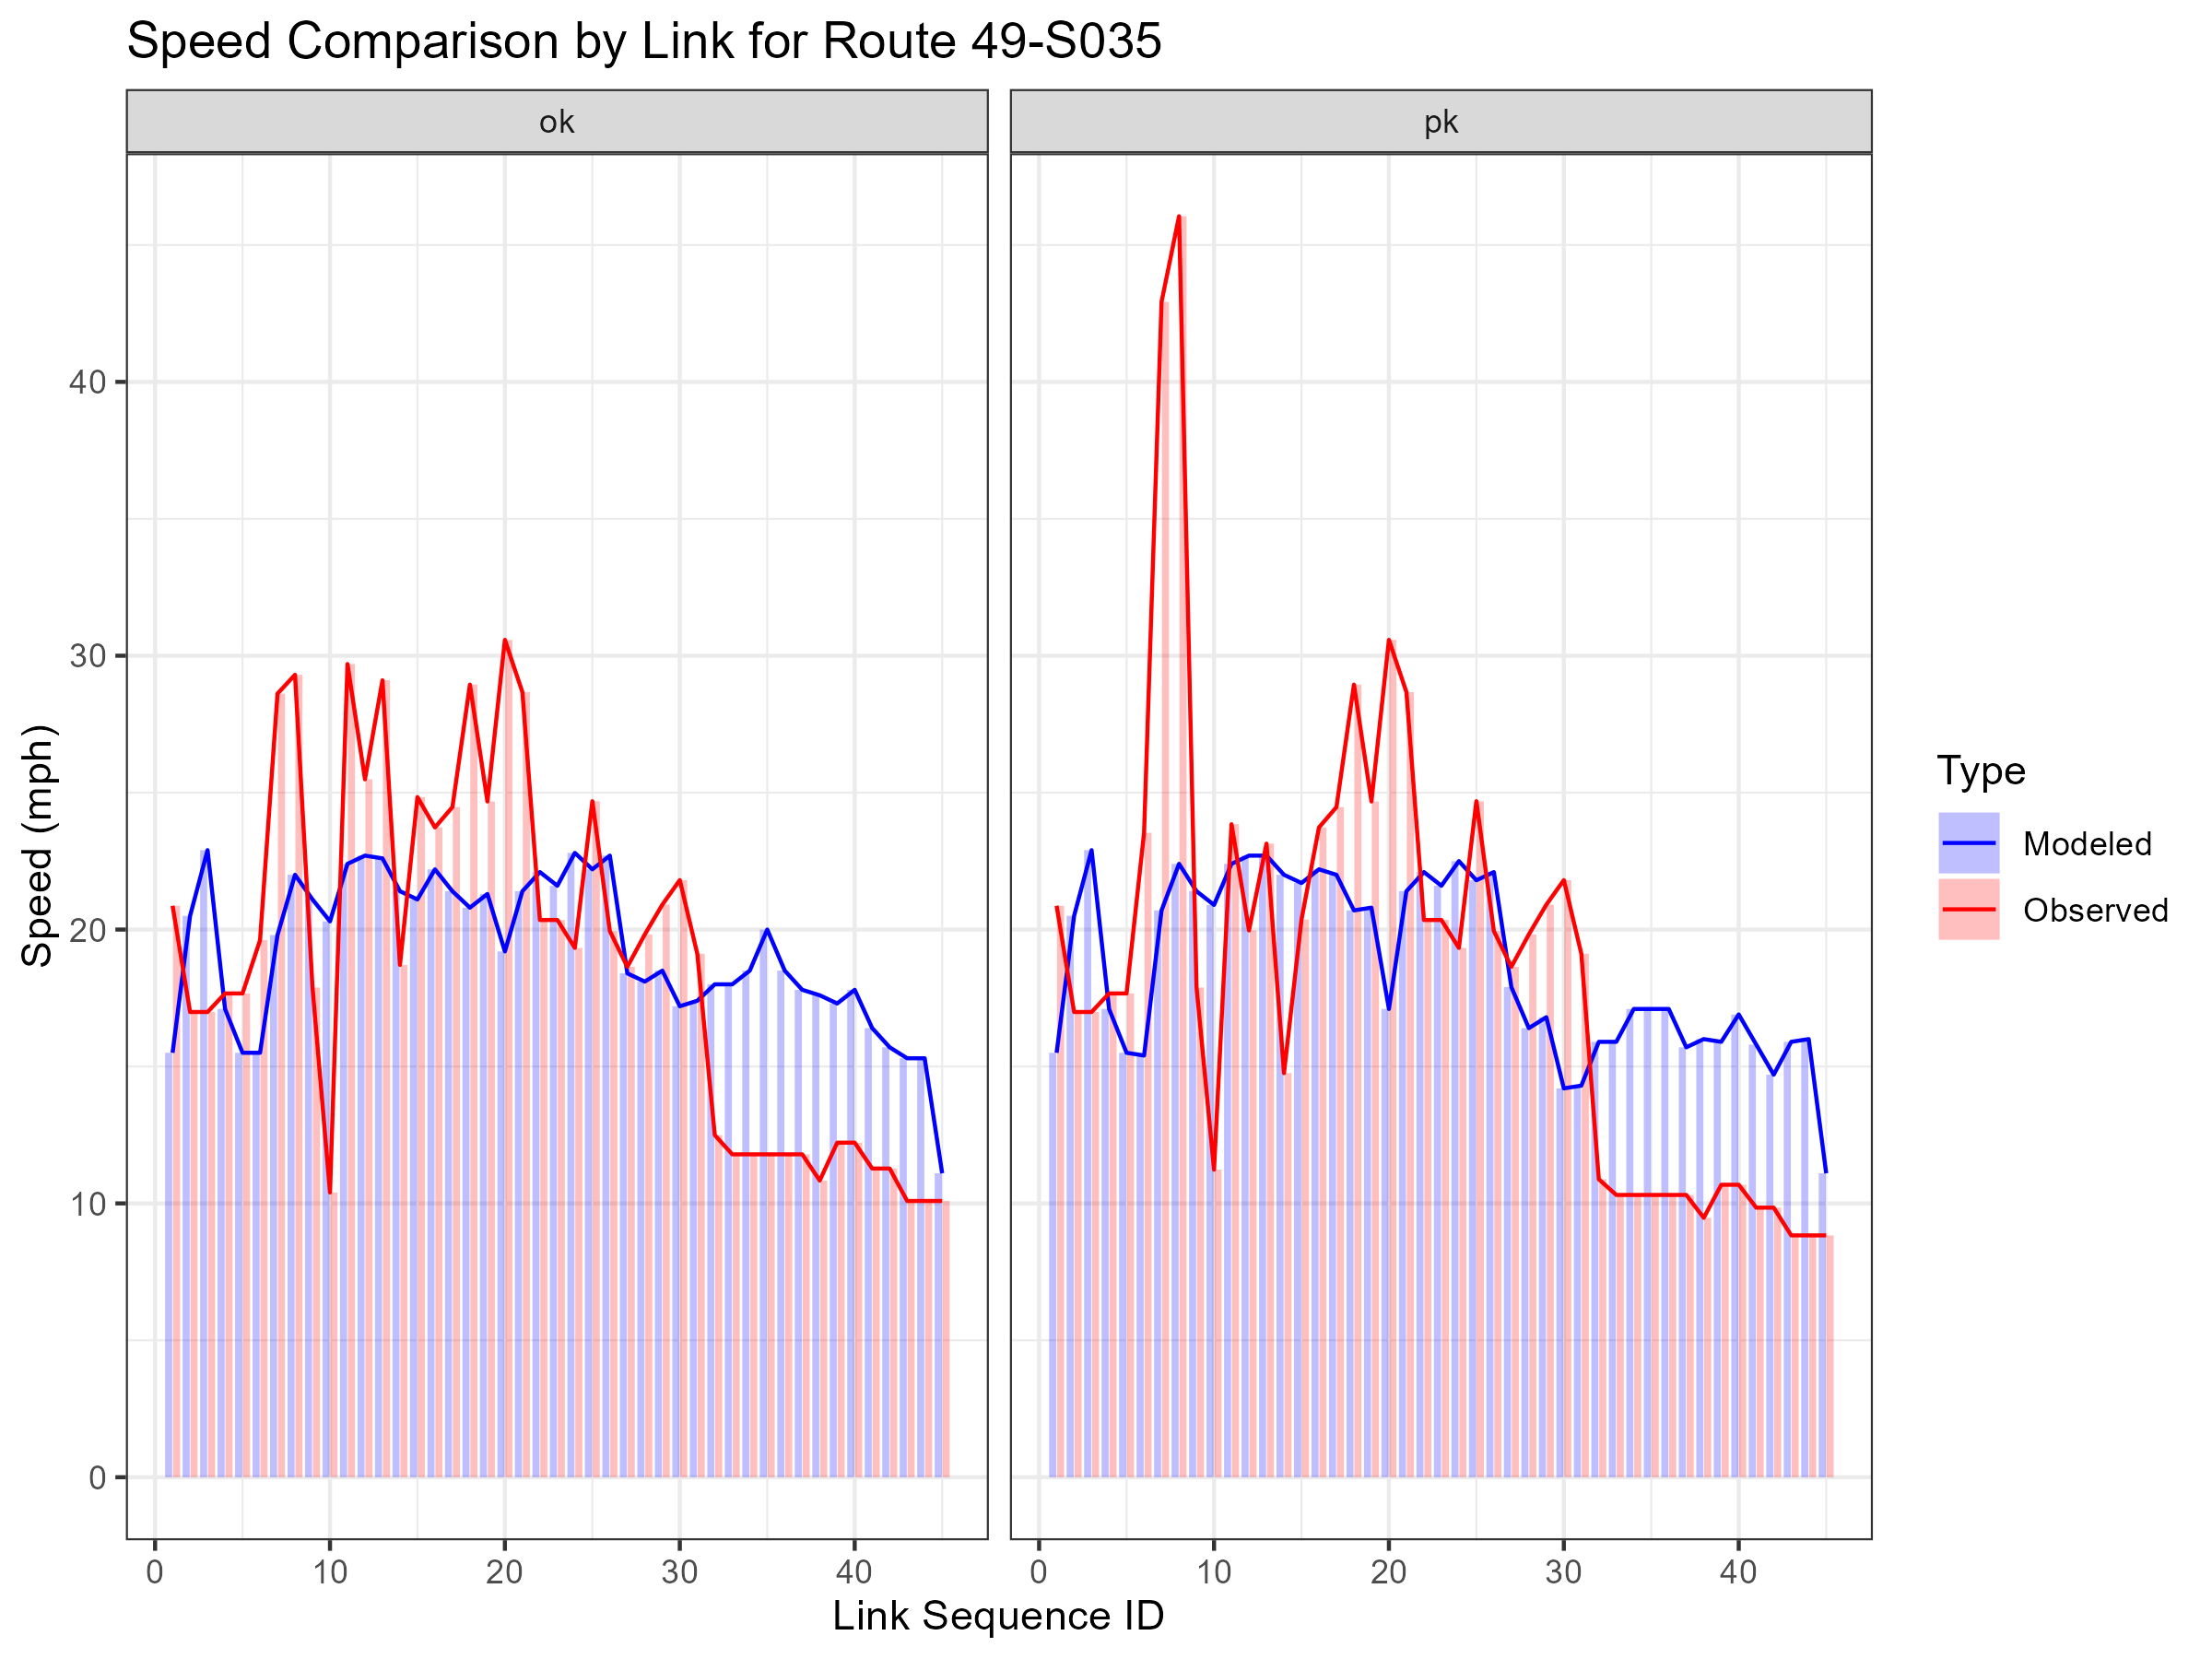 Speed Comparison by Link for Route 49-S035
ok
pk
40
30
20
10
0
Speed (mph)
0 10 20 30 40
0 10 20 30 40
Link Sequence ID
Type
Modeled
Observed